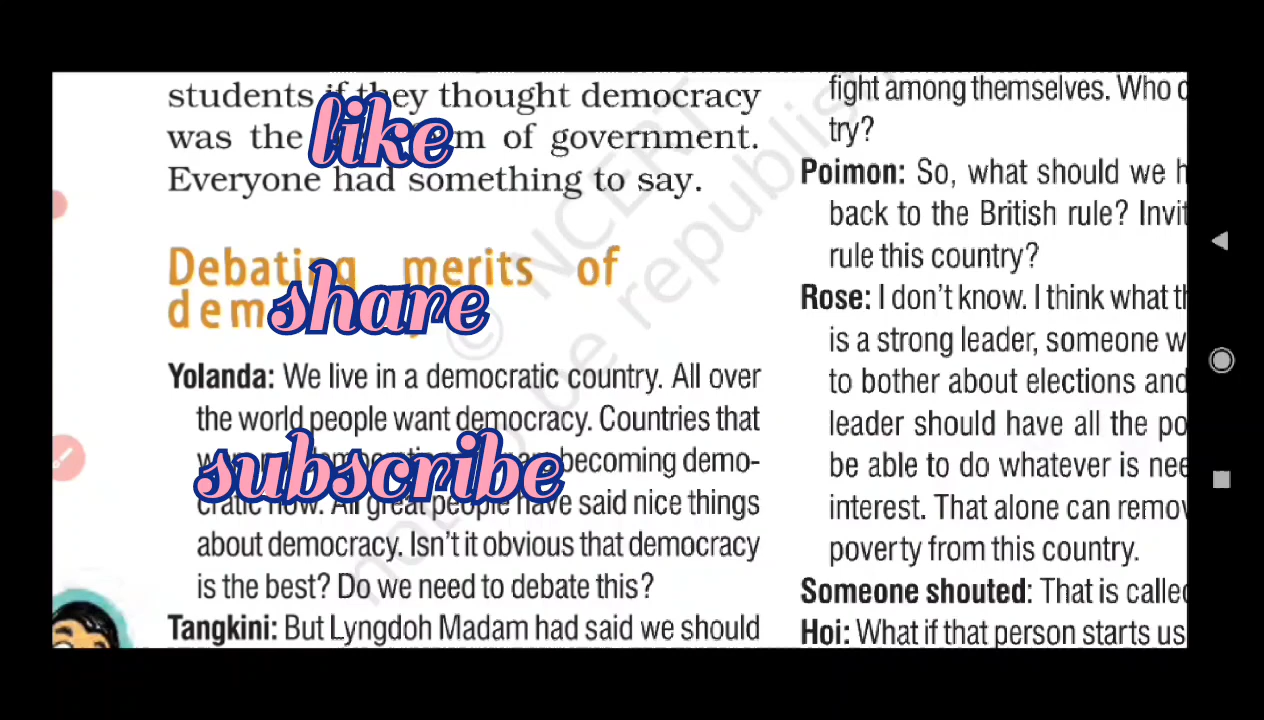 students if they thought democracy
was the m of government.
Everyone had something to say.
Debating merits of
dem
Yolanda: We live in a democratic country. All over
the world people want democracy. Countries that
becoming demo-
cratic now. All great people have said nice things
about democracy. Isn't it obvious that democracy
is the best? Do we need to debate this?
Tangkini: But Lyngdoh Madam had said we should
fight among themselves. Who
try?
Poimon: So, what should we
back to the British rule?
rule this country?
Rose: I don't know. I think what
is a strong leader, someone
to bother about elections and
leader should have all the
be able to do whatever is
interest. That alone can
poverty from this country.
Someone shouted: That is
Hoi: What if that person starts
like
share
subscribe
© NCERT
not to be republish